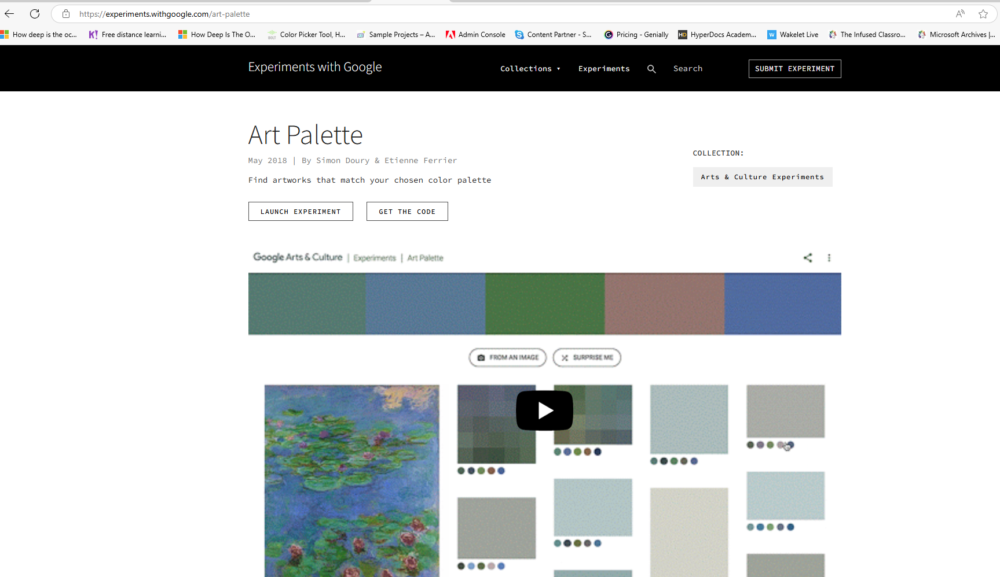 https://experiments.withgoogle.com/art-palette
How deep is the oc...
Free distance learni...
How Deep Is The O...
BOLT
Color Picker Tool, H...
Sample Projects – A...
Admin Console
Content Partner - S...
Pricing - Genially
HD
HyperDocs Academ...
W
Wakelet Live
The Infused Classro...
Microsoft Archives |...
Experiments with Google
Collections
Experiments
Search
SUBMIT EXPERIMENT
Art Palette
May 2018 | By Simon Doury & Etienne Ferrier
Find artworks that match your chosen color palette
COLLECTION:
Arts & Culture Experiments
LAUNCH EXPERIMENT
GET THE CODE
Google Arts & Culture | Experiments | Art Palette
FROM AN IMAGE
SURPRISE ME